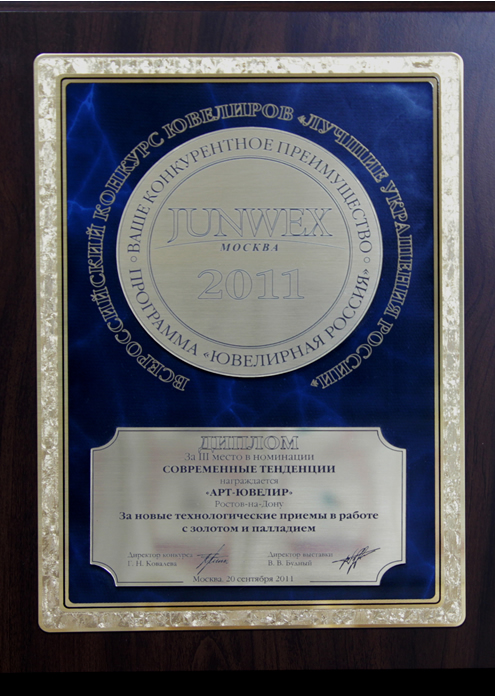 ВСЕРОССИЙСКИЙ КОНКУРС ЮВЕЛИРОВ «ЛУЧШИЕ УКРАШЕНИЯ РОССИИ»
• ВАШЕ КОНКУРЕНТНОЕ ПРЕИМУЩЕСТВО •
JUNWEX
МОСКВА
2011
ПРОГРАММА «ЮВЕЛИРНАЯ РОССИЯ»
ДИПЛОМ
За III место в номинации
СОВРЕМЕННЫЕ ТЕНДЕНЦИИ
награждается
«АРТ-ЮВЕЛИР»
Ростов-на-Дону
За новые технологические приемы в работе
с золотом и палладием
Директор конкурса
Г. Н. Ковалева
Директор выставки
В. В. Будный
Москва, 20 сентября 2011